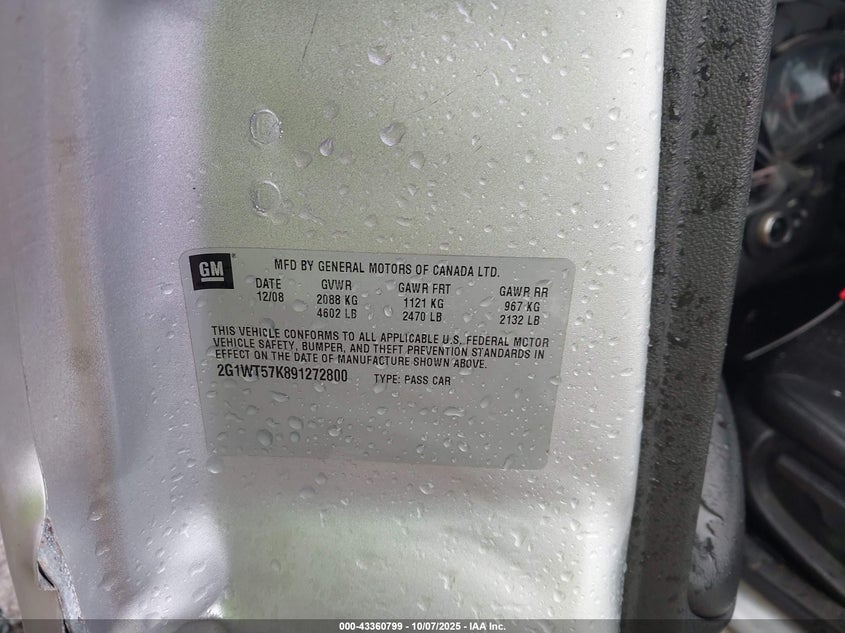 GM
MFD BY GENERAL MOTORS OF CANADA LTD.
DATE GVWR GAWR FRT GAWR RR
12/08 2088 KG 1121 KG 967 KG
4602 LB 2470 LB 2132 LB
THIS VEHICLE CONFORMS TO ALL APPLICABLE U.S. FEDERAL MOTOR
VEHICLE SAFETY, BUMPER, AND THEFT PREVENTION STANDARDS IN
EFFECT ON THE DATE OF MANUFACTURE SHOWN ABOVE.
2G1WT57K891272800 TYPE: PASS CAR
000-43360799 - 10/07/2025 - IAA Inc.